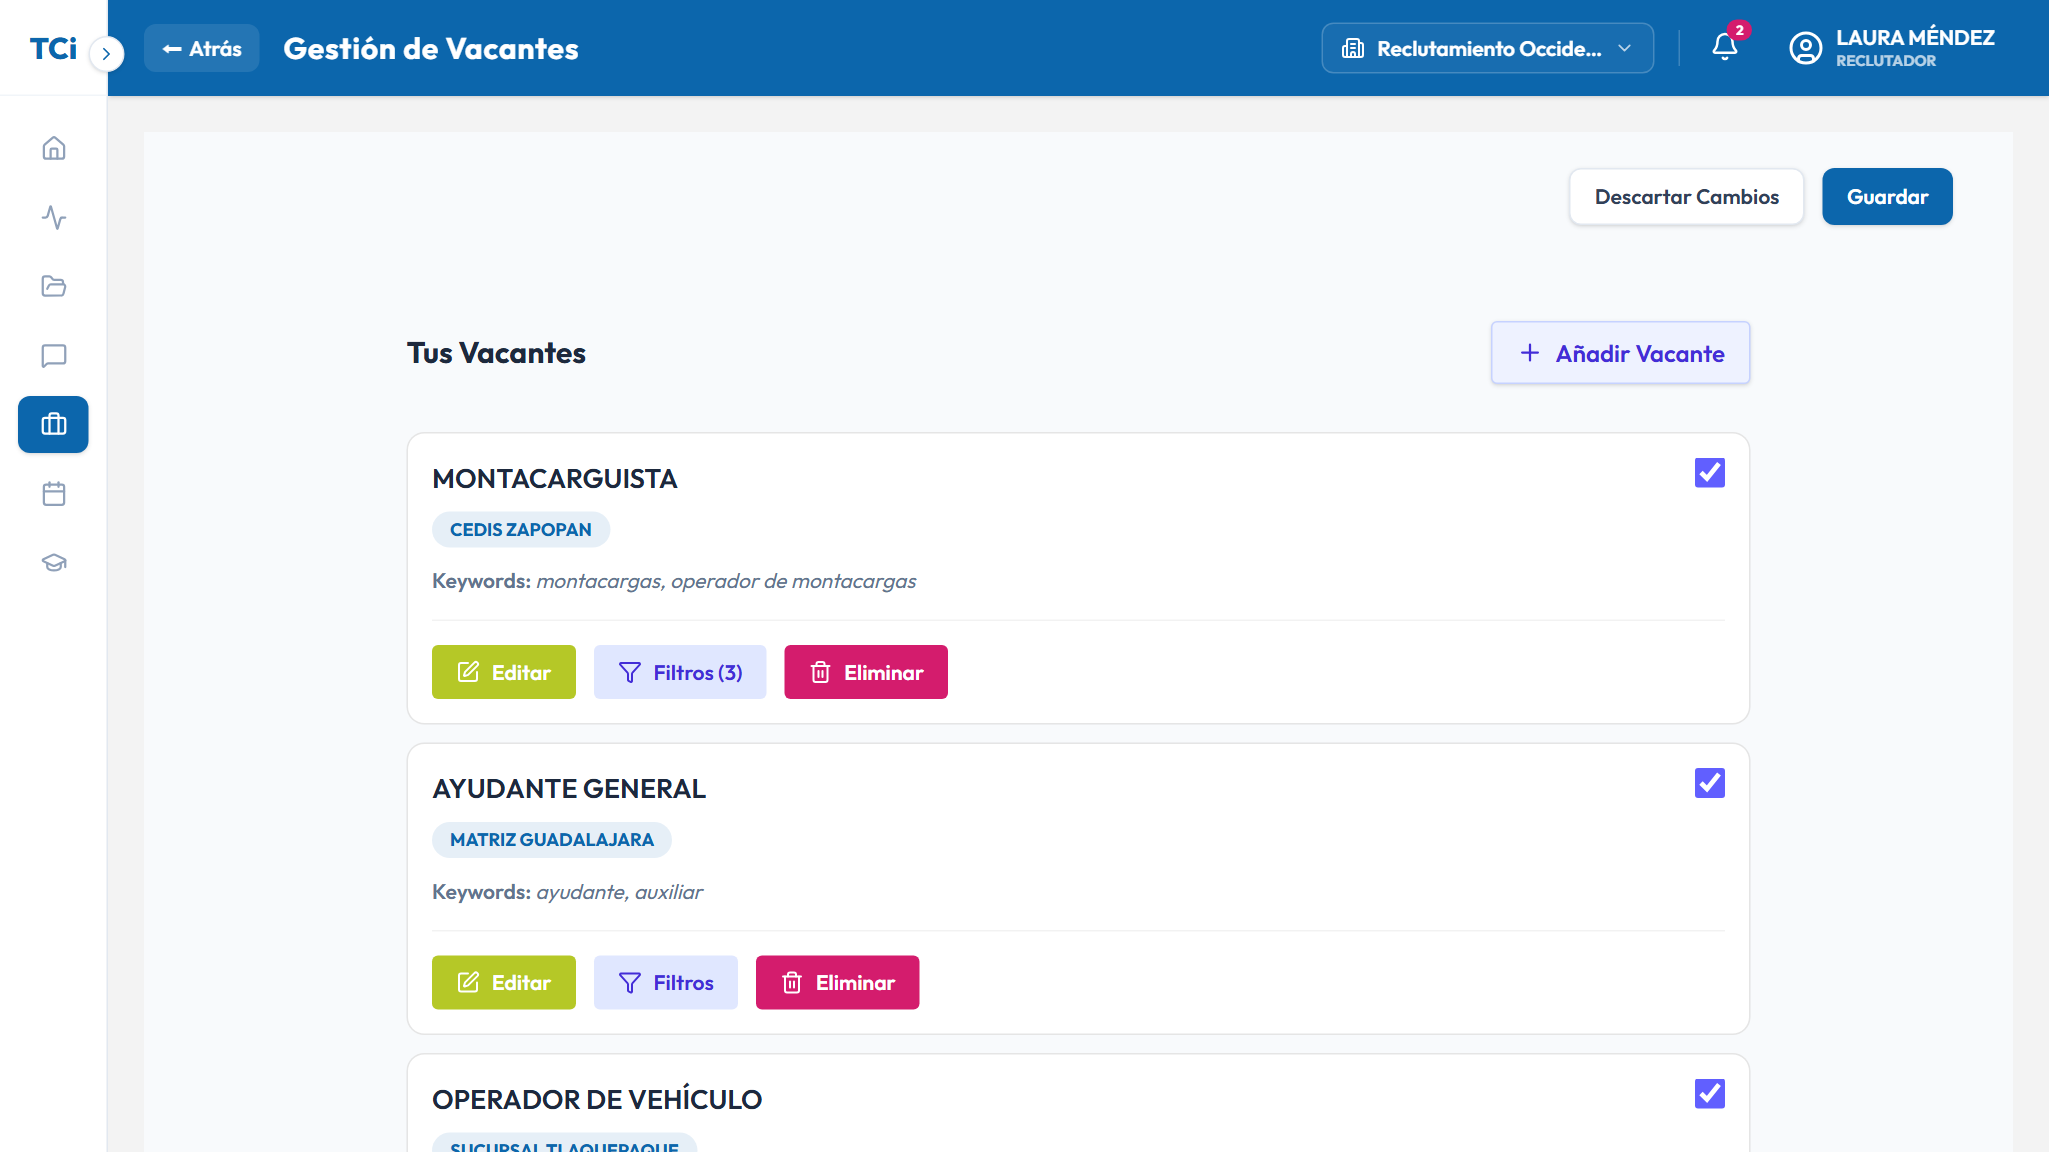 TCi
← Atrás
Gestión de Vacantes
Reclutamiento Occide...
2
LAURA MÉNDEZ
RECLUTADOR
Descartar Cambios
Guardar
Tus Vacantes
+ Añadir Vacante
MONTACARGUISTA
CEDIS ZAPOPAN
Keywords: montacargas, operador de montacargas
Editar
Filtros (3)
Eliminar
AYUDANTE GENERAL
MATRIZ GUADALAJARA
Keywords: ayudante, auxiliar
Editar
Filtros
Eliminar
OPERADOR DE VEHÍCULO
SUCURSAL TLAQUEPAQUE